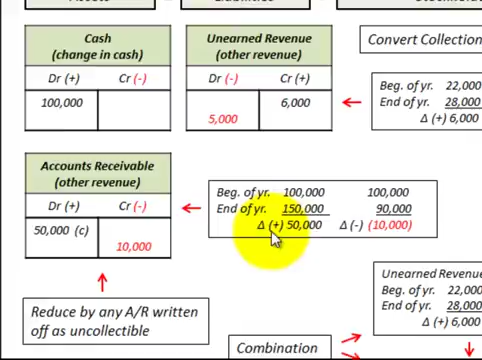 Cash
(change in cash)
Dr (+) Cr (-)
100,000
Unearned Revenue
(other revenue)
Dr (-) Cr (+)
6,000
5,000
Convert Collection
Beg. of yr. 22,000
End of yr. 28,000
Δ (+) 6,000
Accounts Receivable
(other revenue)
Dr (+) Cr (-)
50,000 (c)
10,000
Beg. of yr. 100,000 100,000
End of yr. 150,000 90,000
Δ (+) 50,000 Δ (-) (10,000)
Reduce by any A/R written
off as uncollectible
Unearned Revenue
Beg. of yr. 22,000
End of yr. 28,000
Δ (+) 6,000
Combination